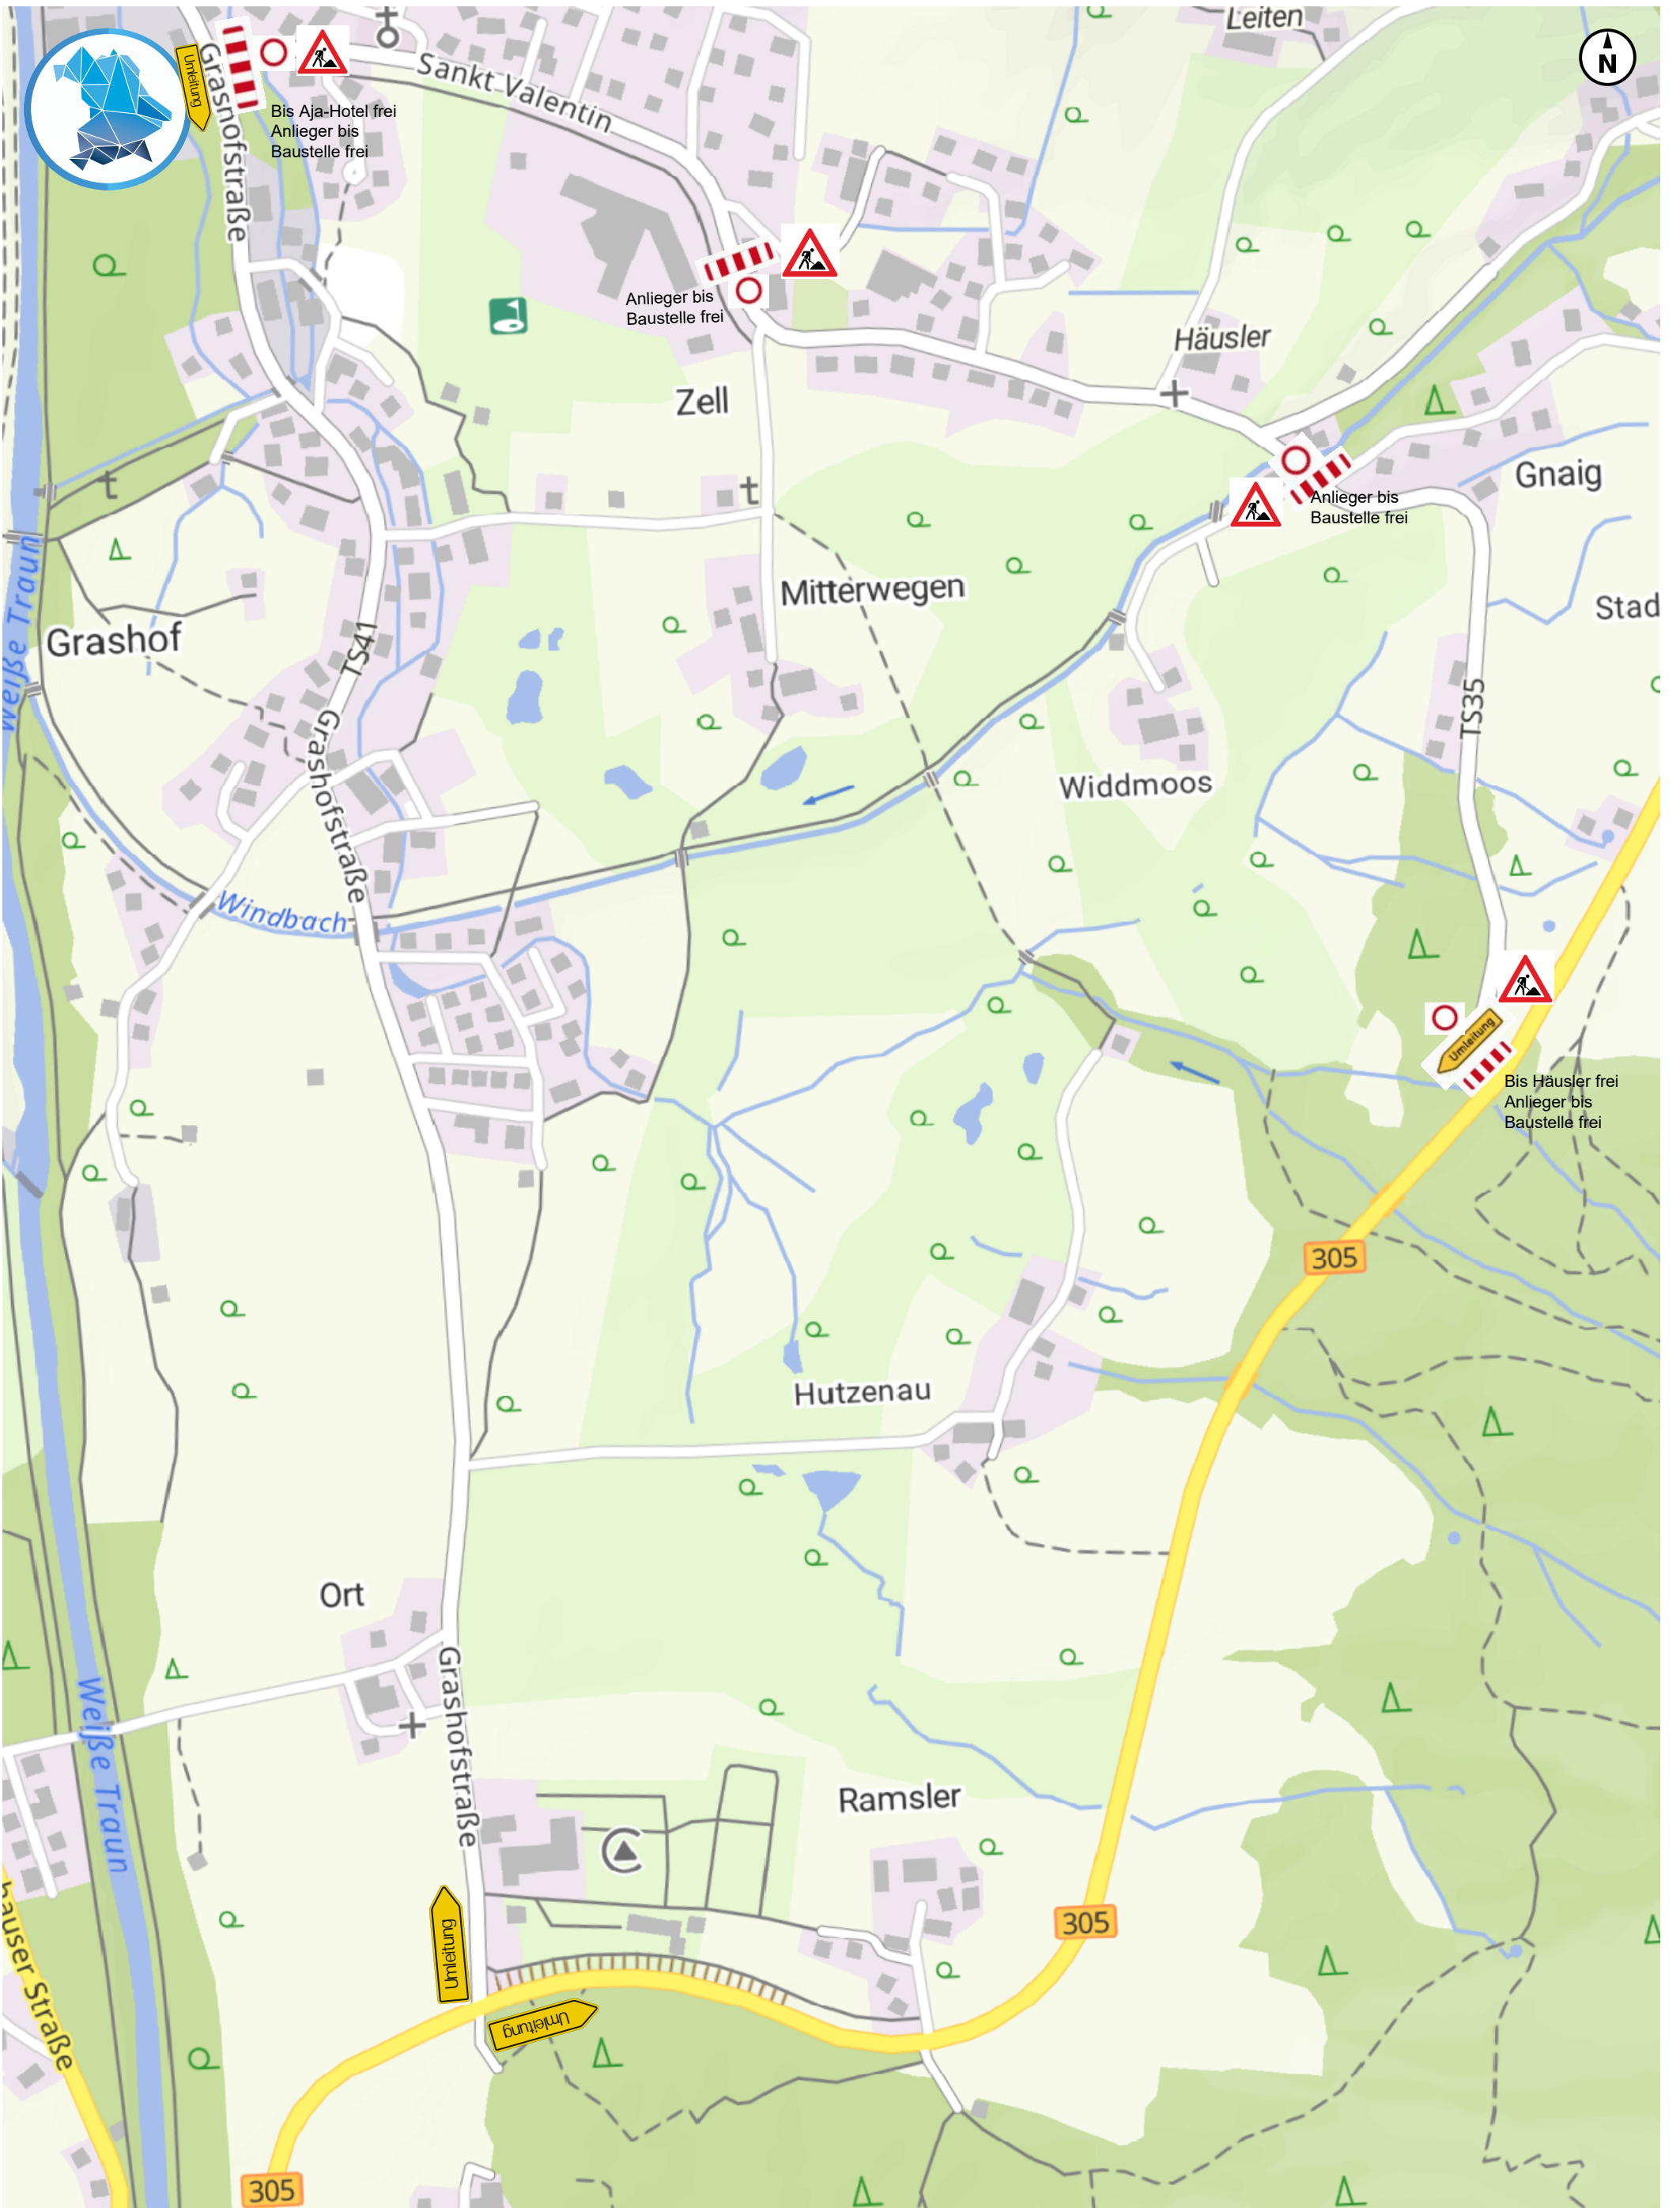 Leiten
N
Umleitung
Grashofstraße
Sankt Valentin
Bis Aja-Hotel frei
Anlieger bis
Baustelle frei
Anlieger bis
Baustelle frei
Häusler
Zell
Gnaig
Anlieger bis
Baustelle frei
Weiße Traun
Mitterwegen
Stad
Grashof
TS41
TS35
Grashofstraße
Widdmoos
Windbach
Umleitung
Bis Häusler frei
Anlieger bis
Baustelle frei
305
Hutzenau
Ort
Grashofstraße
Weiße Traun
Ramsler
305
hauser Straße
Umleitung
Umleitung
305